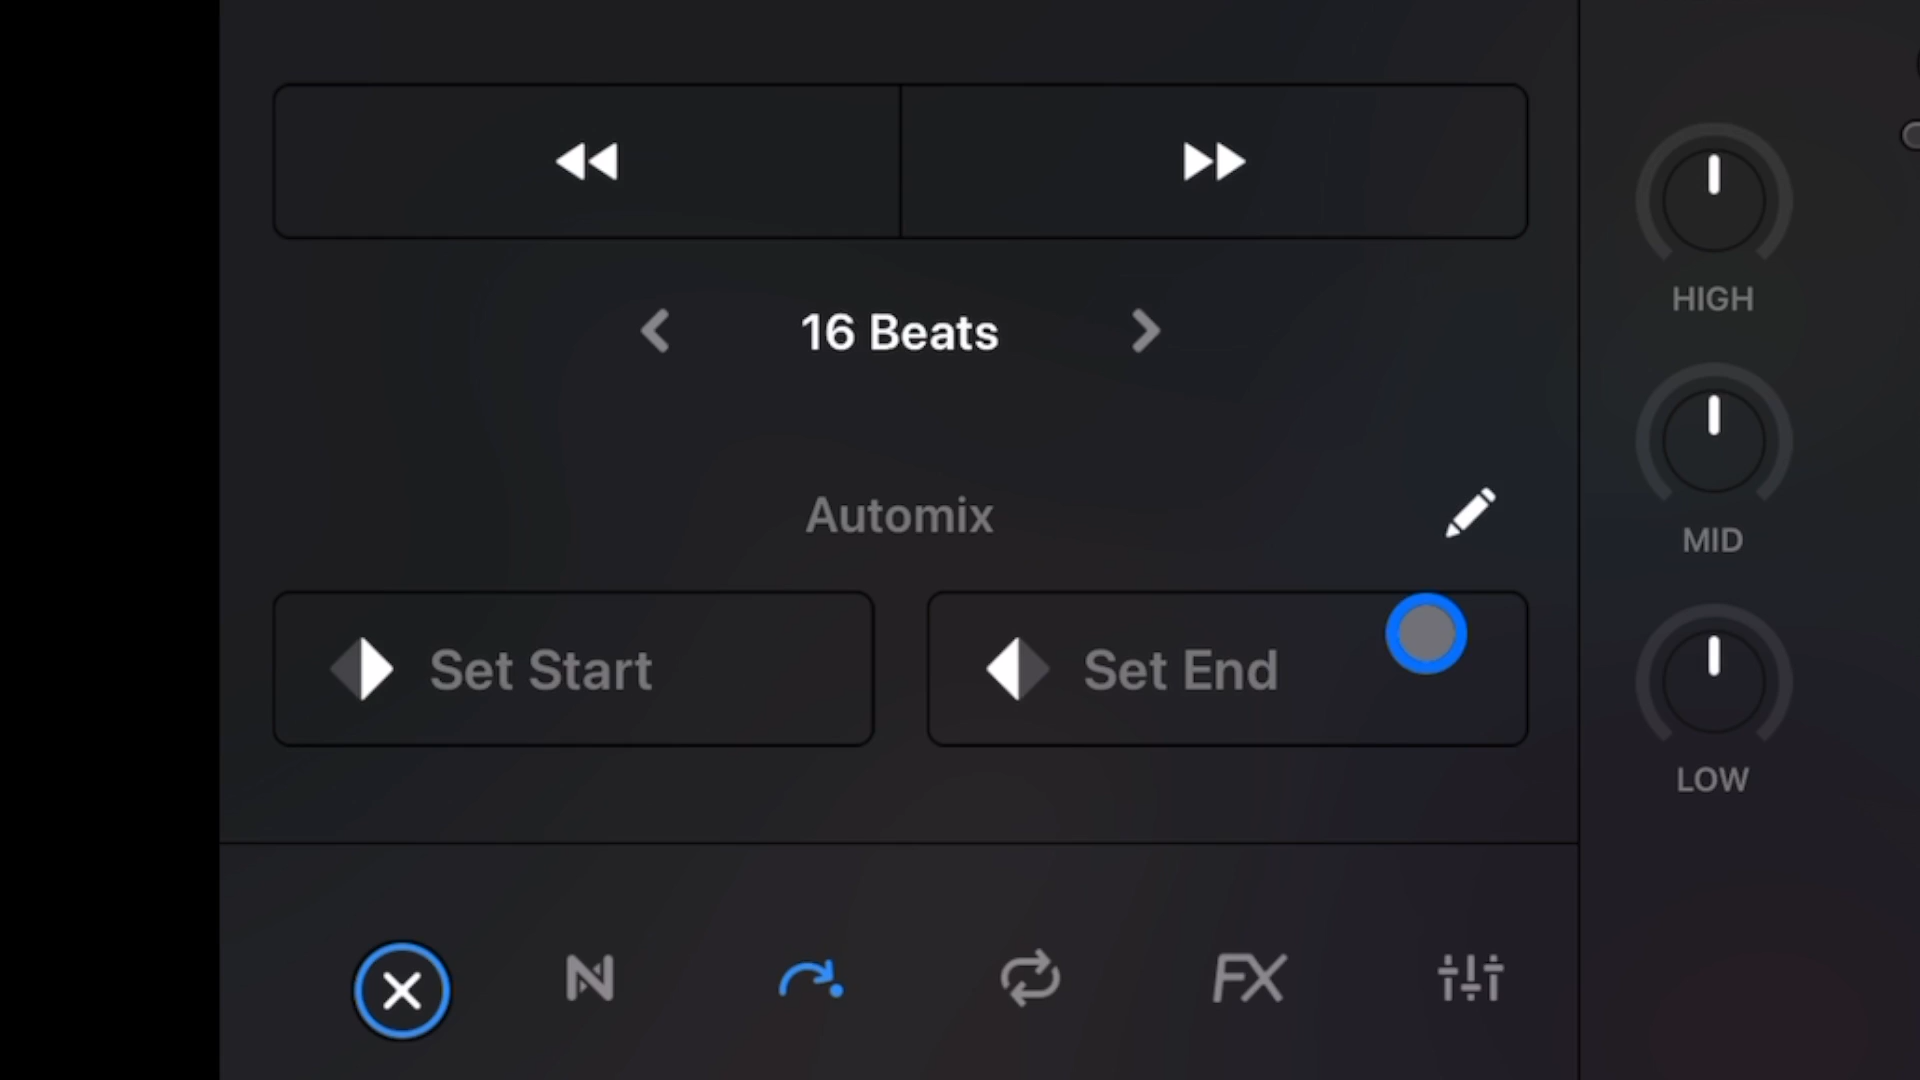 16 Beats
Automix
Set Start
Set End
FX
HIGH
MID
LOW